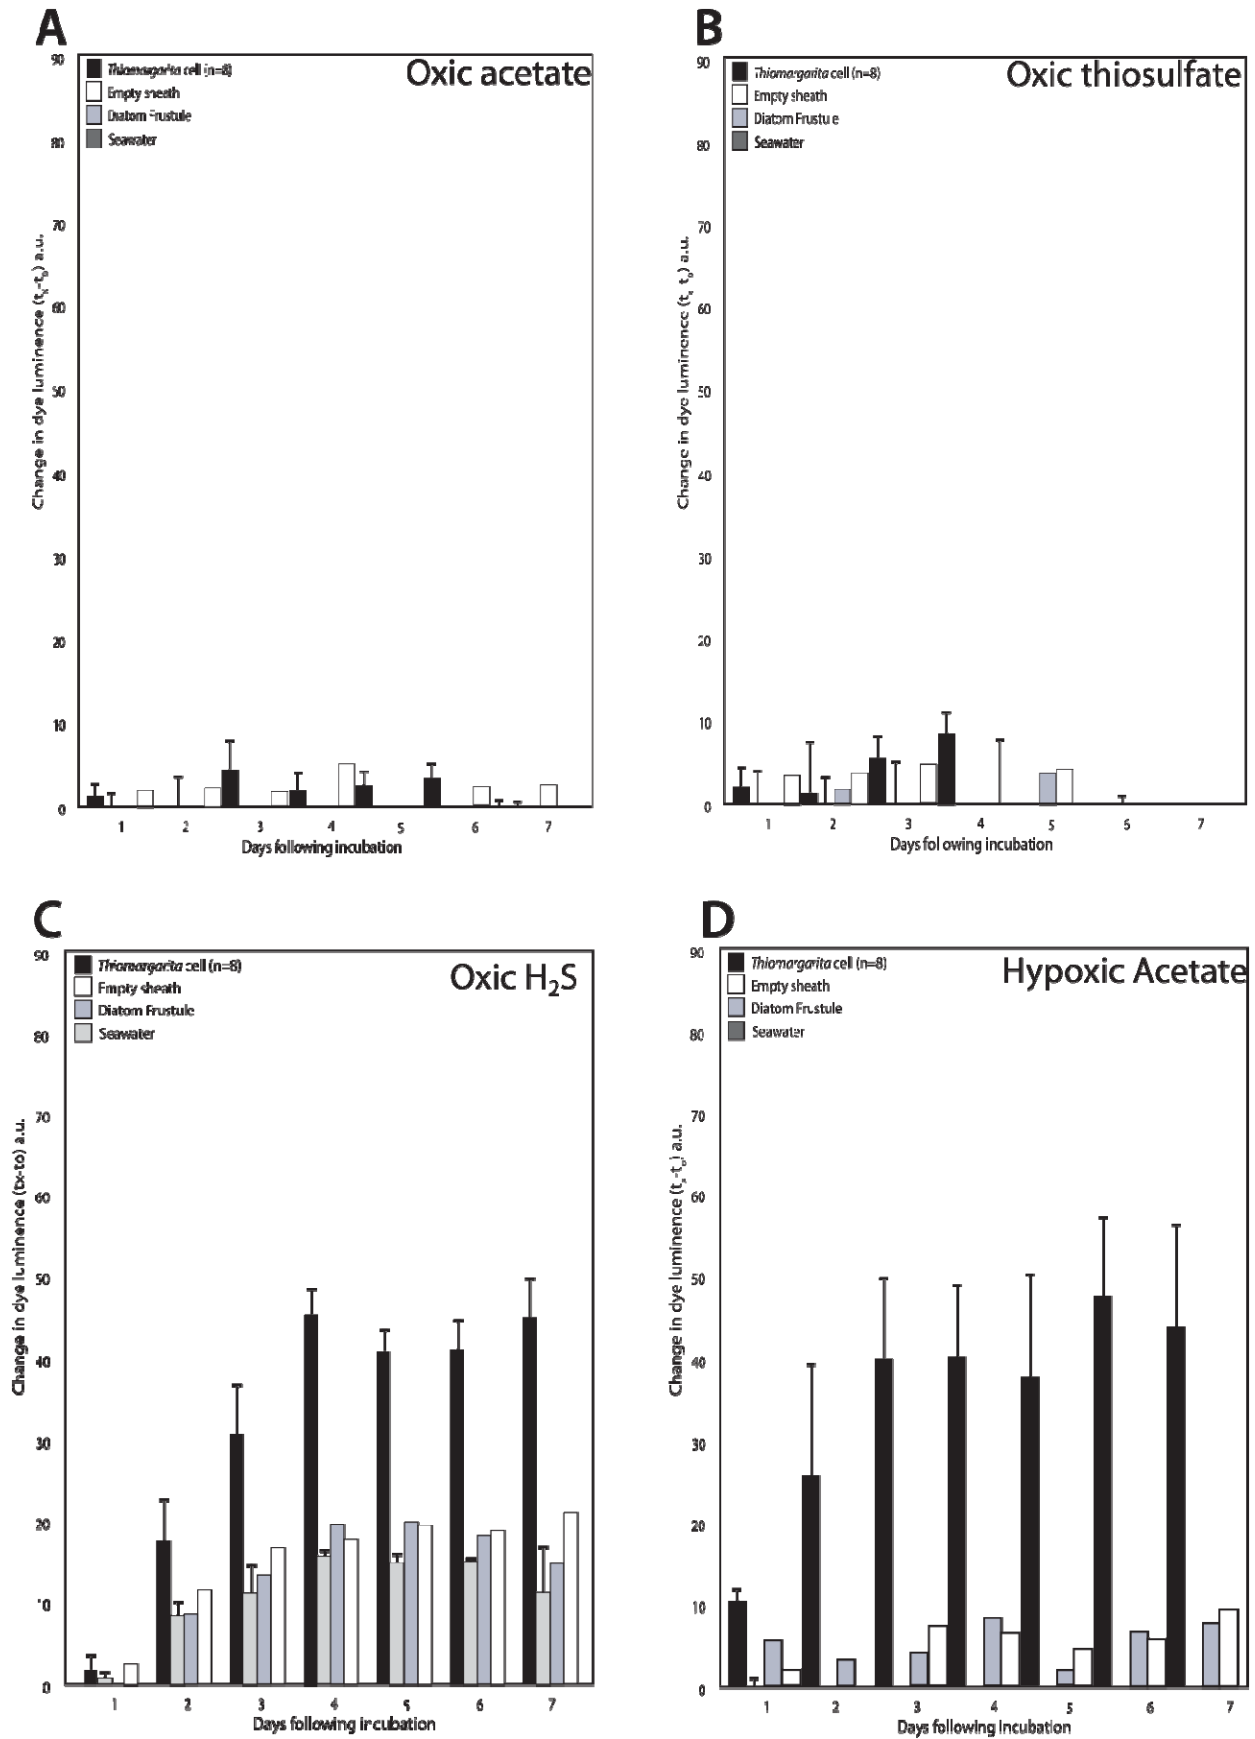 A
Oxic acetate
Thiomargarita cell (n=8)
Empty sheath
Diatom Frustule
Seawater
90
80
70
60
50
40
30
20
10
0
Change in dye luminence (tx-t0) a.u.
1 2 3 4 5 6 7
Days following incubation
B
Oxic thiosulfate
Thiomargarita cell (n=8)
Empty sheath
Diatom Frustu e
Seawater
90
80
70
60
50
40
30
20
10
0
Change in dye luminence (tx t0) a.u.
1 2 3 4 5 6 7
Days fol owing incubation
C
Oxic H2S
Thiomargarita cell (n=8)
Empty sheath
Diatom Frustule
Seawater
90
80
70
60
50
40
30
20
10
0
Change in dye luminence (tx-to) a.u.
1 2 3 4 5 6 7
Days following incubation
D
Hypoxic Acetate
Thiomargarita cell (n=8)
Empty sheath
Diatom Frustule
Seawater
90
80
70
60
50
40
30
20
10
0
Change in dye luminence (tx-t0) a.u.
1 2 3 4 5 6 7
Days following Incubation